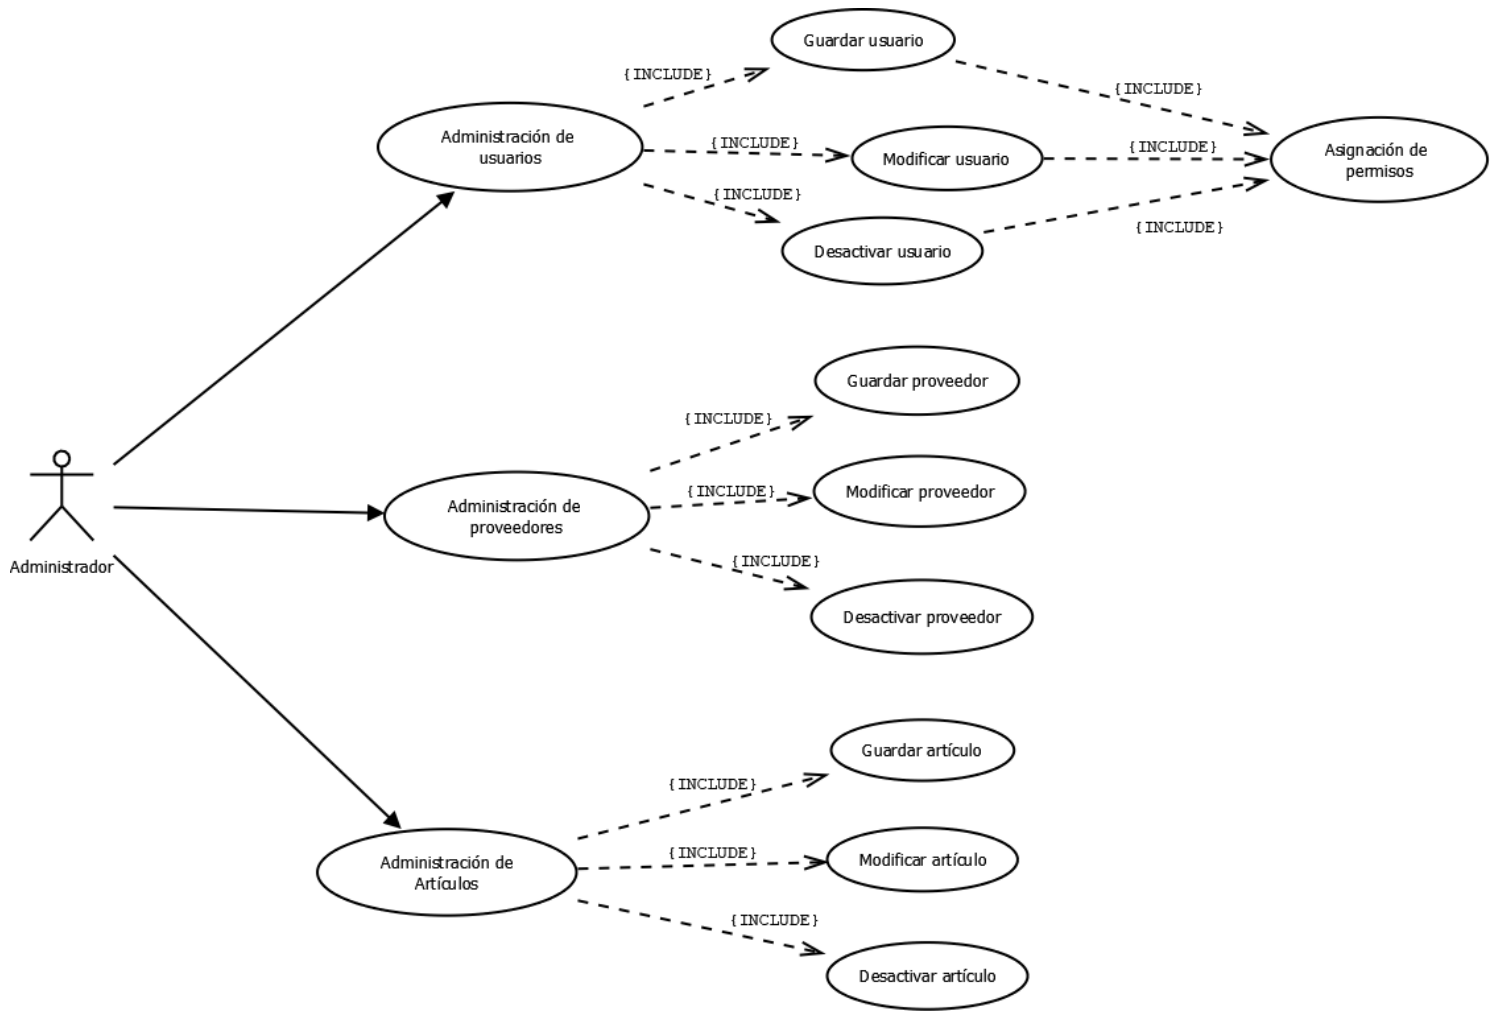 Guardar usuario
{INCLUDE}
{INCLUDE}
Administración de
usuarios
{INCLUDE}
Modificar usuario
{INCLUDE}
Asignación de
permisos
{INCLUDE}
Desactivar usuario
{INCLUDE}
Guardar proveedor
{INCLUDE}
Administración de
proveedores
{INCLUDE}
Modificar proveedor
{INCLUDE}
Desactivar proveedor
Administrador
Guardar artículo
{INCLUDE}
Administración de
Artículos
{INCLUDE}
Modificar artículo
{INCLUDE}
Desactivar artículo